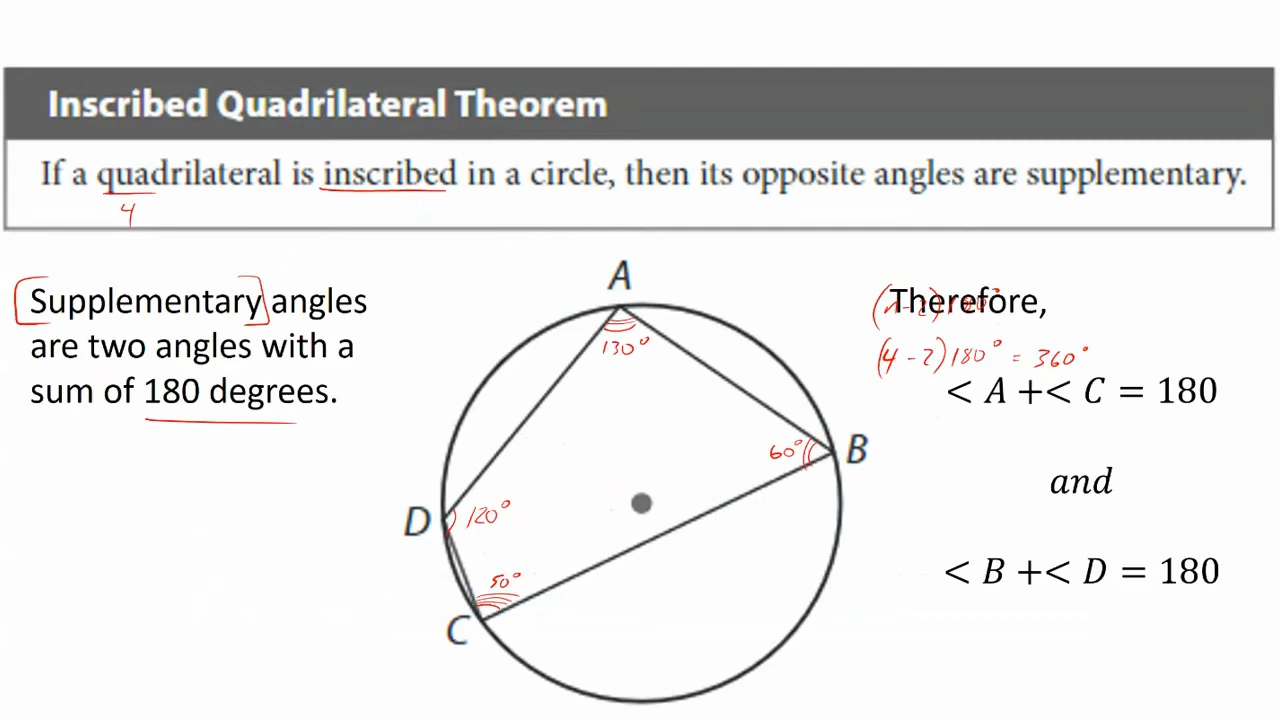 Inscribed Quadrilateral Theorem
If a quadrilateral is inscribed in a circle, then its opposite angles are supplementary.
4
Supplementary angles
are two angles with a
sum of 180 degrees.
A
130°
60°
B
D
120°
50°
C
Therefore,
(n-2)180°
(4-2)180° = 360°
< A +< C = 180
and
< B +< D = 180